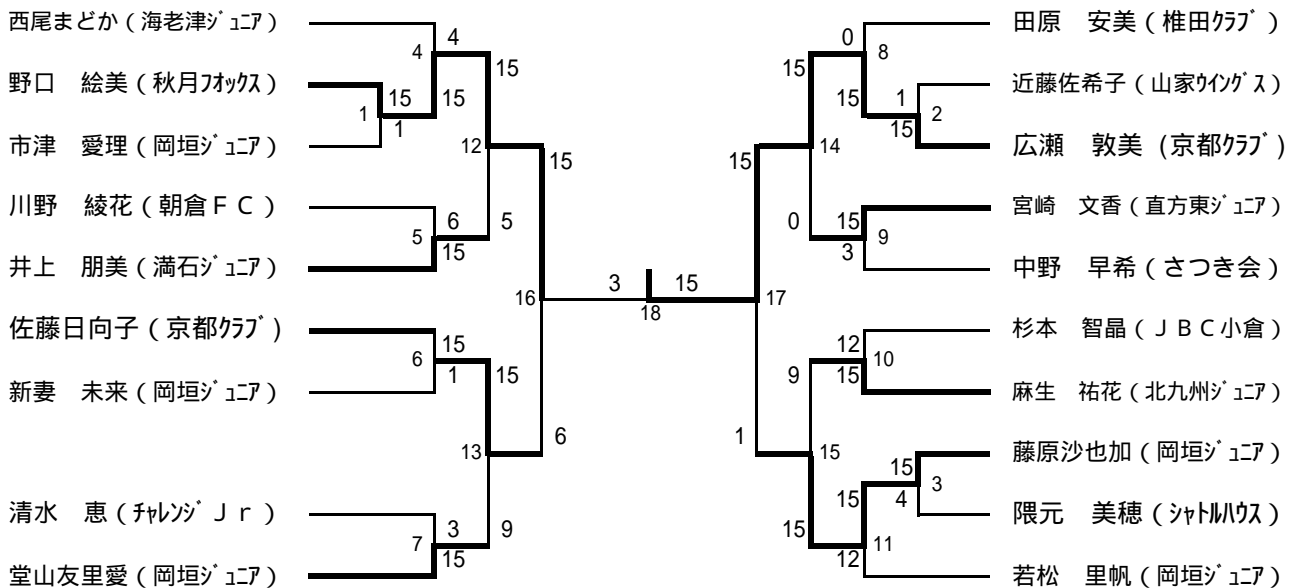 西尾まどか（海老津ｼﾞｭﾆｱ）
野口　絵美（秋月ﾌｵｯｸｽ）
市津　愛理（岡垣ｼﾞｭﾆｱ）
川野　綾花（朝倉ＦＣ）
井上　朋美（満石ジュニア）
佐藤日向子（京都ｸﾗﾌﾞ）
新妻　未来（岡垣ｼﾞｭﾆｱ）
清水　恵（ﾁｬﾚﾝｼﾞＪｒ）
堂山友里愛（岡垣ｼﾞｭﾆｱ）
4
4
15
15
1
15
1
12
15
5
6
15
5
16
6
15
1
15
13
6
7
3
15
9
3
18
15
田原　安美（椎田ｸﾗﾌﾞ）
近藤佐希子（山家ｳｲﾝｸﾞｽ）
広瀬　敦美（京都ｸﾗﾌﾞ）
宮崎　文香（直方東ｼﾞｭﾆｱ）
中野　早希（さつき会）
杉本　智晶（ＪＢＣ小倉）
麻生　祐花（北九州ｼﾞｭﾆｱ）
藤原沙也加（岡垣ｼﾞｭﾆｱ）
隈元　美穂（ｼｬﾄﾙﾊｳｽ）
若松　里帆（岡垣ｼﾞｭﾆｱ）
0
8
15
15
1
2
15
15
14
0
15
9
3
17
12
10
15
9
1
15
15
3
4
15
15
11
12